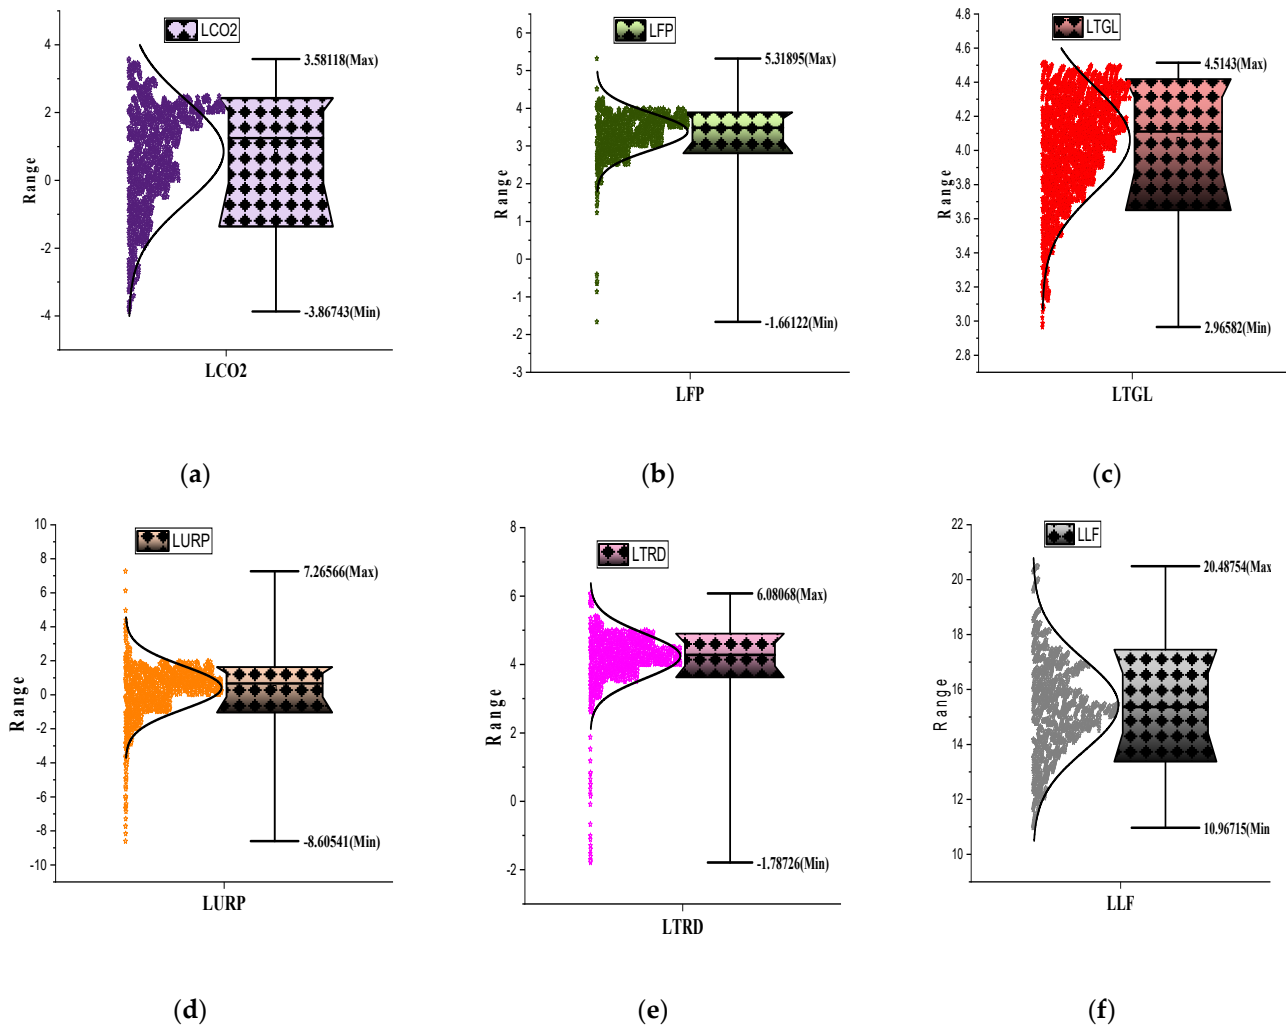 LCO2
4
2
0
-2
-4
Range
3.58118(Max)
-3.86743(Min)
LCO2
(a)
LFP
6
5
4
3
2
1
0
-1
-2
-3
Range
5.31895(Max)
-1.66122(Min)
LFP
(b)
LTGL
4.8
4.6
4.4
4.2
4.0
3.8
3.6
3.4
3.2
3.0
2.8
Range
4.5143(Max)
2.96582(Min)
LTGL
(c)
LURP
10
8
6
4
2
0
-2
-4
-6
-8
-10
Range
7.26566(Max)
-8.60541(Min)
LURP
(d)
LTRD
8
6
4
2
0
-2
Range
6.08068(Max)
-1.78726(Min)
LTRD
(e)
LLF
22
20
18
16
14
12
10
Range
20.48754(Max
10.96715(Min
LLF
(f)